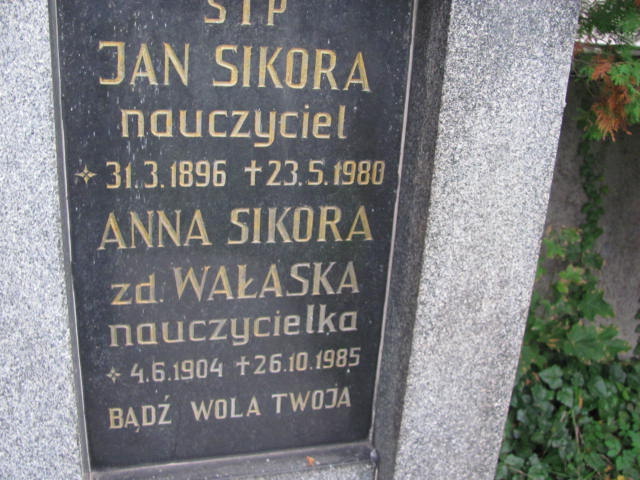 STP
JAN SIKORA
nauczyciel
* 31.3.1896 †23.5.1980
ANNA SIKORA
zd. WAŁASKA
nauczycielka
* 4.6.1904 †26.10.1985
BĄDŹ WOLA TWOJA